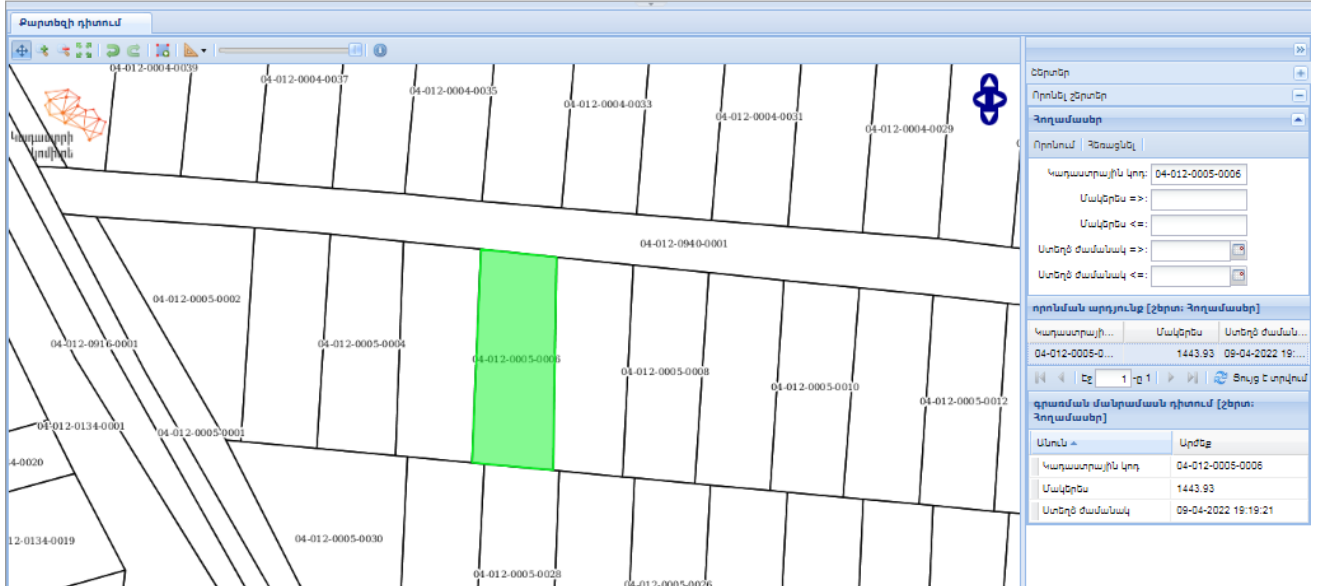 Քարտեզի դիտում
04-012-0004-0039
04-012-0004-0037
04-012-0004-0035
04-012-0004-0033
04-012-0004-0031
04-012-0004-0029
Կադաստրի
կոմիտե
04-012-0940-0001
04-012-0005-0002
04-012-0916-0001
04-012-0005-0004
04-012-0005-0006
04-012-0005-0008
04-012-0005-0010
04-012-0005-0012
04-012-0134-0001
04-012-0005-0001
4-0020
12-0134-0019
04-012-0005-0030
04-012-0005-0028
04-012-0005-0026
Շերտեր
Որոնել շերտեր
Հողամասեր
Որոնում Հեռացնել
Կադաստրային կոդ: 04-012-0005-0006
Մակերես =>:
Մակերես <=:
Ստեղծ ժամանակ =>:
Ստեղծ ժամանակ <=:
որոնման արդյունք [շերտ: Հողամասեր]
Կադաստրայի... Մակերես Ստեղծ ժաման...
04-012-0005-0... 1443.93 09-04-2022 19:...
Էջ 1 -ը 1 Ցույց է տրվում
գրառման մանրամասն դիտում [շերտ:
Հողամասեր]
Անուն Արժեք
Կադաստրային կոդ 04-012-0005-0006
Մակերես 1443.93
Ստեղծ ժամանակ 09-04-2022 19:19:21